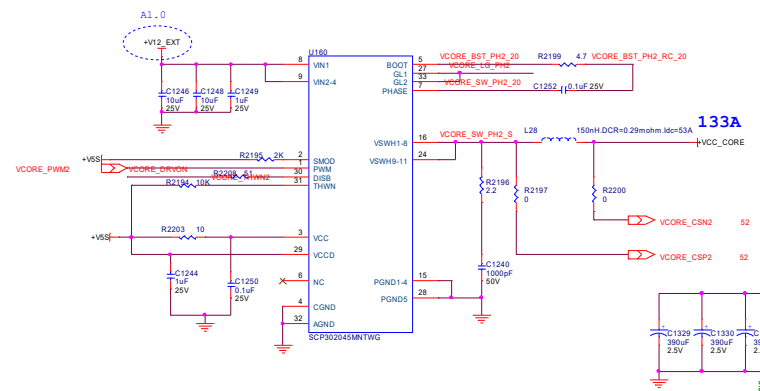 A1.0
+V12_EXT
U160
8
VIN1
BOOT
5
VCORE_BST_PH2_20
R2199
4.7
VCORE_BST_PH2_RC_20
9
VIN2-4
GL1
27
VCORE_LG_PH2
GL2
33
PHASE
7
VCORE_SW_PH2_20
C1252
0.1uF
25V
C1246
10uF
25V
C1248
10uF
25V
C1249
1uF
25V
133A
VSWH1-8
16
VCORE_SW_PH2_S
L28
150nH.DCR=0.29mohm.Idc=53A
+VCC_CORE
VSWH9-11
24
+V5S
R2195
2K
2
SMOD
VCORE_PWM2
VCORE_DRVON
1
PWM
R2208
51
30
DISB
R2194
10K
31
THWN
R2196
2.2
R2197
0
R2200
0
VCORE_CSN2
52
+V5S
R2203
10
3
VCC
29
VCCD
VCORE_CSP2
52
C1244
1uF
25V
C1250
0.1uF
25V
6
NC
4
CGND
32
AGND
PGND1-4
15
PGND5
28
C1240
1000pF
50V
SCP302045MNTWG
C1329
390uF
2.5V
C1330
390uF
2.5V